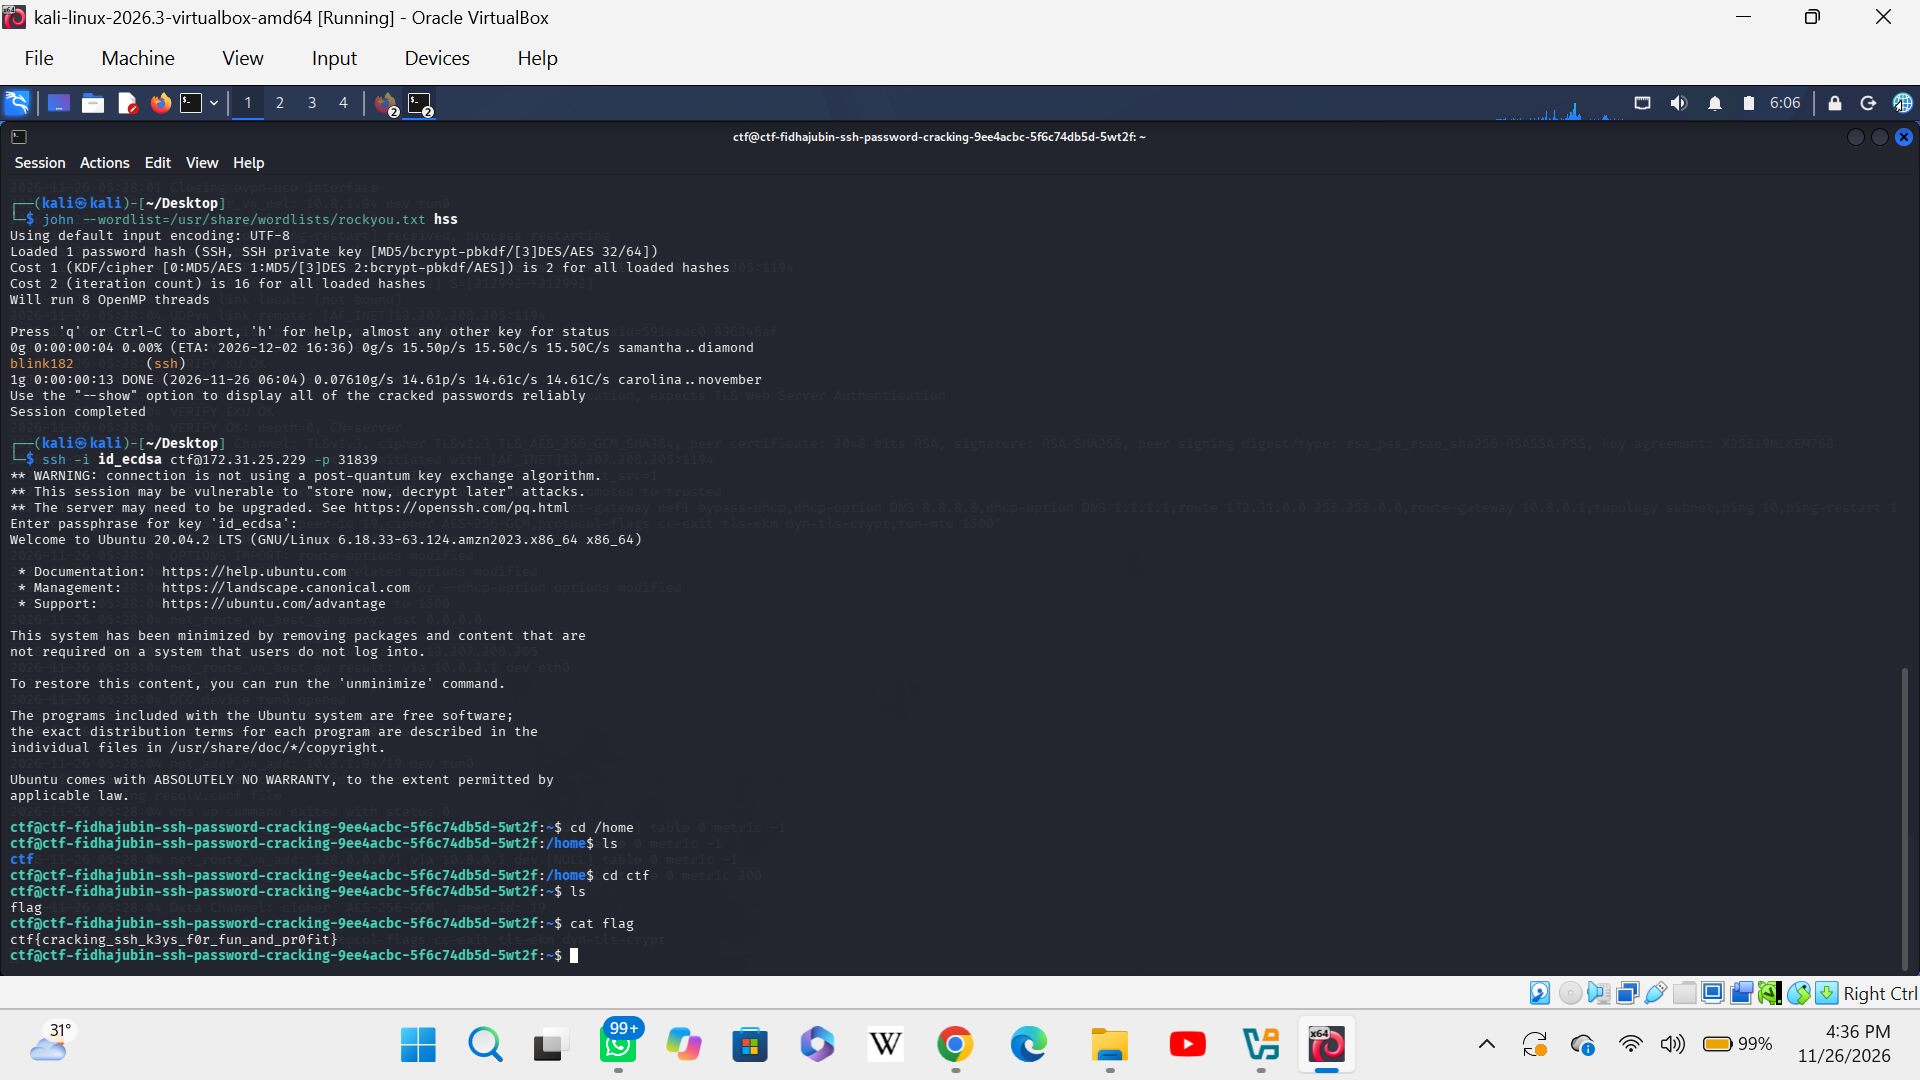 kali-linux-2026.3-virtualbox-amd64 [Running] - Oracle VirtualBox
File Machine View Input Devices Help
1 2 3 4 2 2 6:06
ctf@ctf-fidhajubin-ssh-password-cracking-9ee4acbc-5f6c74db5d-5wt2f: ~
Session Actions Edit View Help
┌──(kali㉿kali)-[~/Desktop]
└─$ john --wordlist=/usr/share/wordlists/rockyou.txt hss
Using default input encoding: UTF-8
Loaded 1 password hash (SSH, SSH private key [MD5/bcrypt-pbkdf/[3]DES/AES 32/64])
Cost 1 (KDF/cipher [0:MD5/AES 1:MD5/[3]DES 2:bcrypt-pbkdf/AES]) is 2 for all loaded hashes
Cost 2 (iteration count) is 16 for all loaded hashes
Will run 8 OpenMP threads
Press 'q' or Ctrl-C to abort, 'h' for help, almost any other key for status
0g 0:00:00:04 0.00% (ETA: 2026-12-02 16:36) 0g/s 15.50p/s 15.50c/s 15.50C/s samantha..diamond
blink182 (ssh)
1g 0:00:00:13 DONE (2026-11-26 06:04) 0.07610g/s 14.61p/s 14.61c/s 14.61C/s carolina..november
Use the "--show" option to display all of the cracked passwords reliably
Session completed
┌──(kali㉿kali)-[~/Desktop]
└─$ ssh -i id_ecdsa ctf@172.31.25.229 -p 31839
** WARNING: connection is not using a post-quantum key exchange algorithm.
** This session may be vulnerable to "store now, decrypt later" attacks.
** The server may need to be upgraded. See https://openssh.com/pq.html
Enter passphrase for key 'id_ecdsa':
Welcome to Ubuntu 20.04.2 LTS (GNU/Linux 6.18.33-63.124.amzn2023.x86_64 x86_64)
* Documentation: https://help.ubuntu.com
* Management: https://landscape.canonical.com
* Support: https://ubuntu.com/advantage
This system has been minimized by removing packages and content that are
not required on a system that users do not log into.
To restore this content, you can run the 'unminimize' command.
The programs included with the Ubuntu system are free software;
the exact distribution terms for each program are described in the
individual files in /usr/share/doc/*/copyright.
Ubuntu comes with ABSOLUTELY NO WARRANTY, to the extent permitted by
applicable law.
ctf@ctf-fidhajubin-ssh-password-cracking-9ee4acbc-5f6c74db5d-5wt2f:~$ cd /home
ctf@ctf-fidhajubin-ssh-password-cracking-9ee4acbc-5f6c74db5d-5wt2f:/home$ ls
ctf
ctf@ctf-fidhajubin-ssh-password-cracking-9ee4acbc-5f6c74db5d-5wt2f:/home$ cd ctf
ctf@ctf-fidhajubin-ssh-password-cracking-9ee4acbc-5f6c74db5d-5wt2f:~$ ls
flag
ctf@ctf-fidhajubin-ssh-password-cracking-9ee4acbc-5f6c74db5d-5wt2f:~$ cat flag
ctf{cracking_ssh_k3ys_f0r_fun_and_pr0fit}
ctf@ctf-fidhajubin-ssh-password-cracking-9ee4acbc-5f6c74db5d-5wt2f:~$
Right Ctrl
31°
99+
W
x64
99%
4:36 PM
11/26/2026